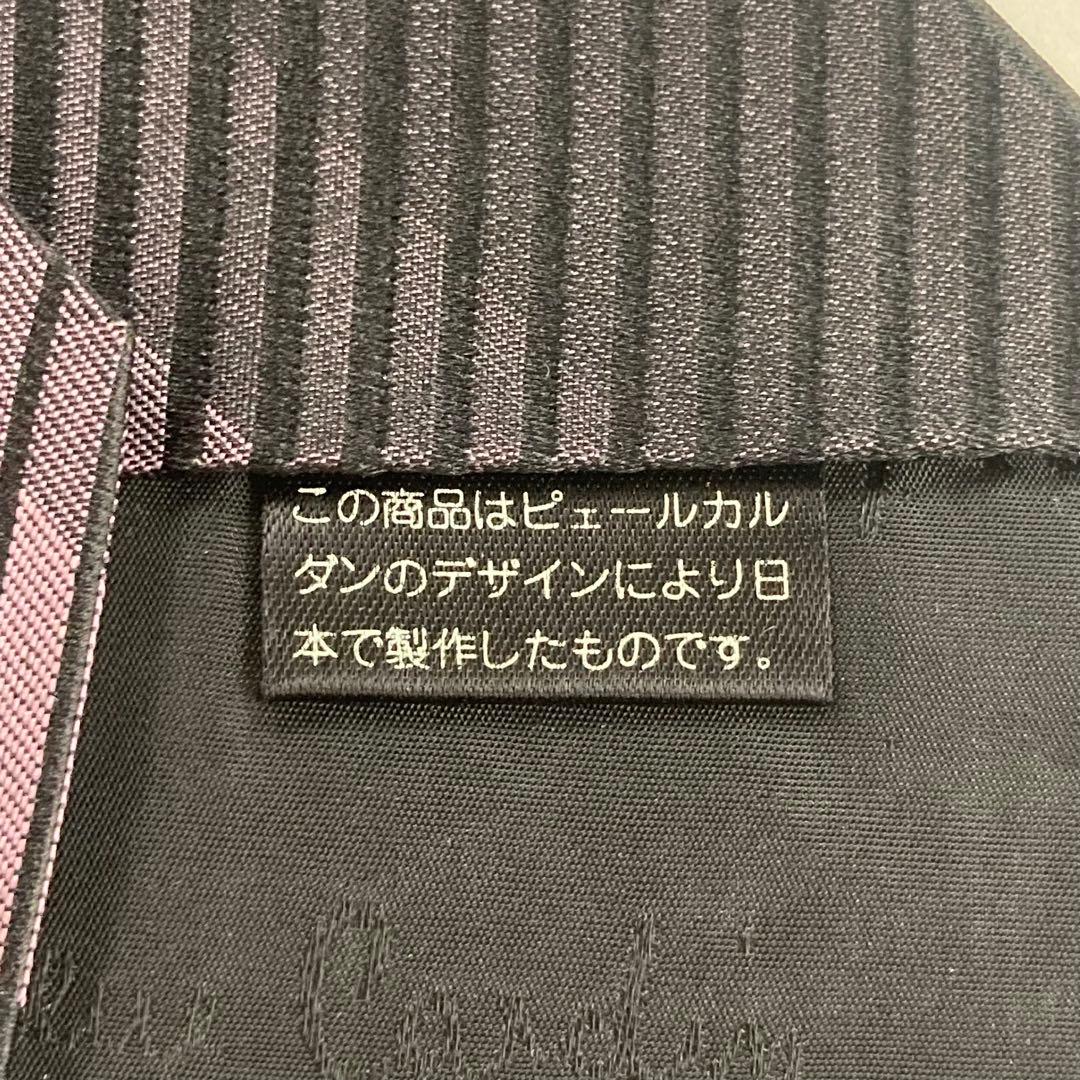 この商品はピェールカル
ダンのデザインにより日
本で製作したものです。
Cardin